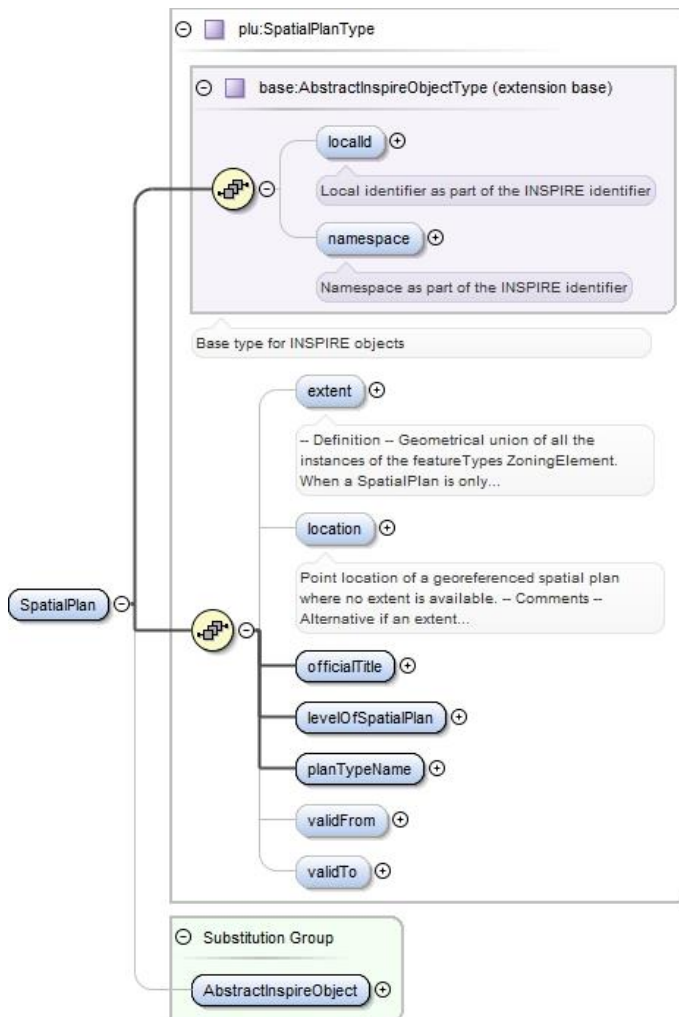 plu:SpatialPlanType
base:AbstractInspireObjectType (extension base)
localId
Local identifier as part of the INSPIRE identifier
namespace
Namespace as part of the INSPIRE identifier
Base type for INSPIRE objects
extent
-- Definition -- Geometrical union of all the
instances of the featureTypes ZoningElement.
When a SpatialPlan is only...
location
Point location of a georeferenced spatial plan
where no extent is available. -- Comments --
Alternative if an extent...
SpatialPlan
officialTitle
levelOfSpatialPlan
planTypeName
validFrom
validTo
Substitution Group
AbstractInspireObject